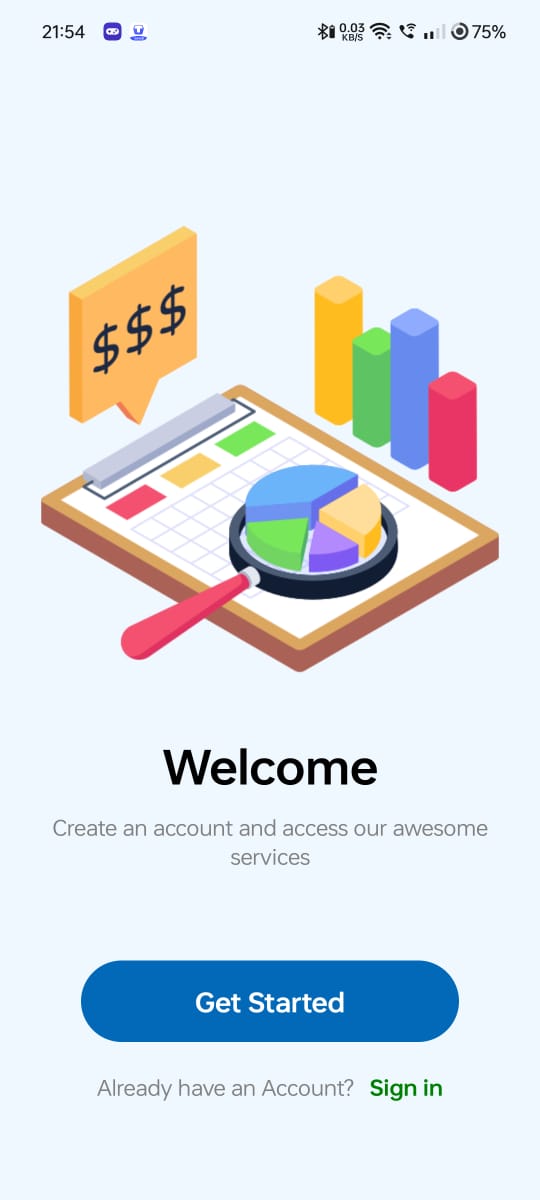 21:54 0.03 KB/S 75%
$$$
Welcome
Create an account and access our awesome
services
Get Started
Already have an Account? Sign in